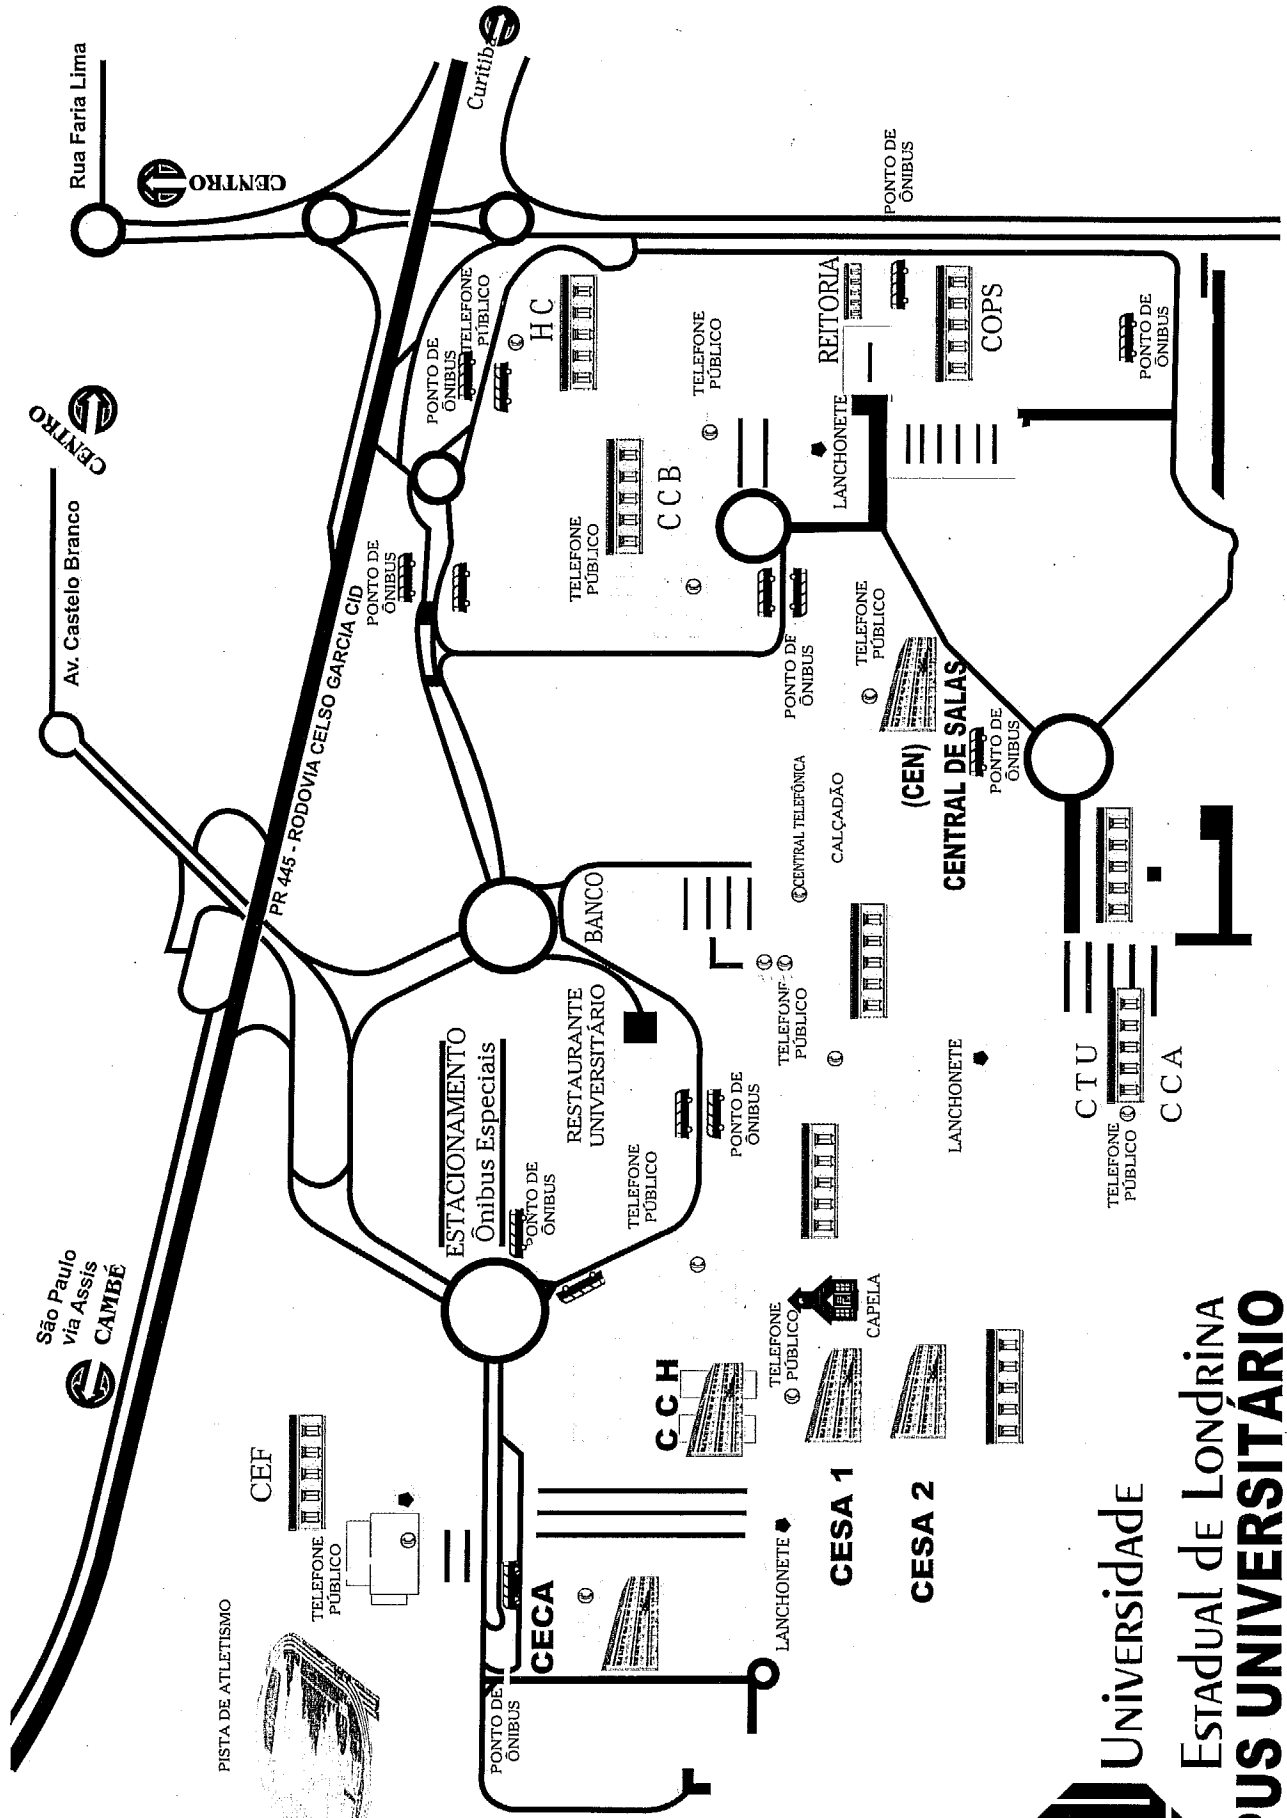 PISTA DE ATLETISMO
CEF
TELEFONE
PÚBLICO
São Paulo
via Assis
CAMBÉ
Av. Castelo Branco
CENTRO
Rua Faria Lima
CENTRO
Curitiba
PR 445 - RODOVIA CELSO GARCIA CID
PONTO DE
ÔNIBUS
CECA
ESTACIONAMENTO
Ônibus Especiais
PONTO DE
ÔNIBUS
RESTAURANTE
UNIVERSITÁRIO
BANCO
TELEFONE
PÚBLICO
PONTO DE
ÔNIBUS
PONTO DE
ÔNIBUS
PONTO DE
ÔNIBUS
TELEFONE
PÚBLICO
HC
TELEFONE
PÚBLICO
CCB
TELEFONE
PÚBLICO
CCH
TELEFONE
PÚBLICO
CAPELA
LANCHONETE
CESA 1
CESA 2
TELEFONE
PÚBLICO
CENTRAL TELEFÔNICA
CALÇADÃO
PONTO DE
ÔNIBUS
TELEFONE
PÚBLICO
LANCHONETE
REITORIA
PONTO DE
ÔNIBUS
COPS
PONTO DE
ÔNIBUS
(CEN)
CENTRAL DE SALAS
PONTO DE
ÔNIBUS
LANCHONETE
CTU
TELEFONE
PÚBLICO
CCA
UNIVERSIDADE
ESTADUAL DE LONDRINA
PUS UNIVERSITÁRIO